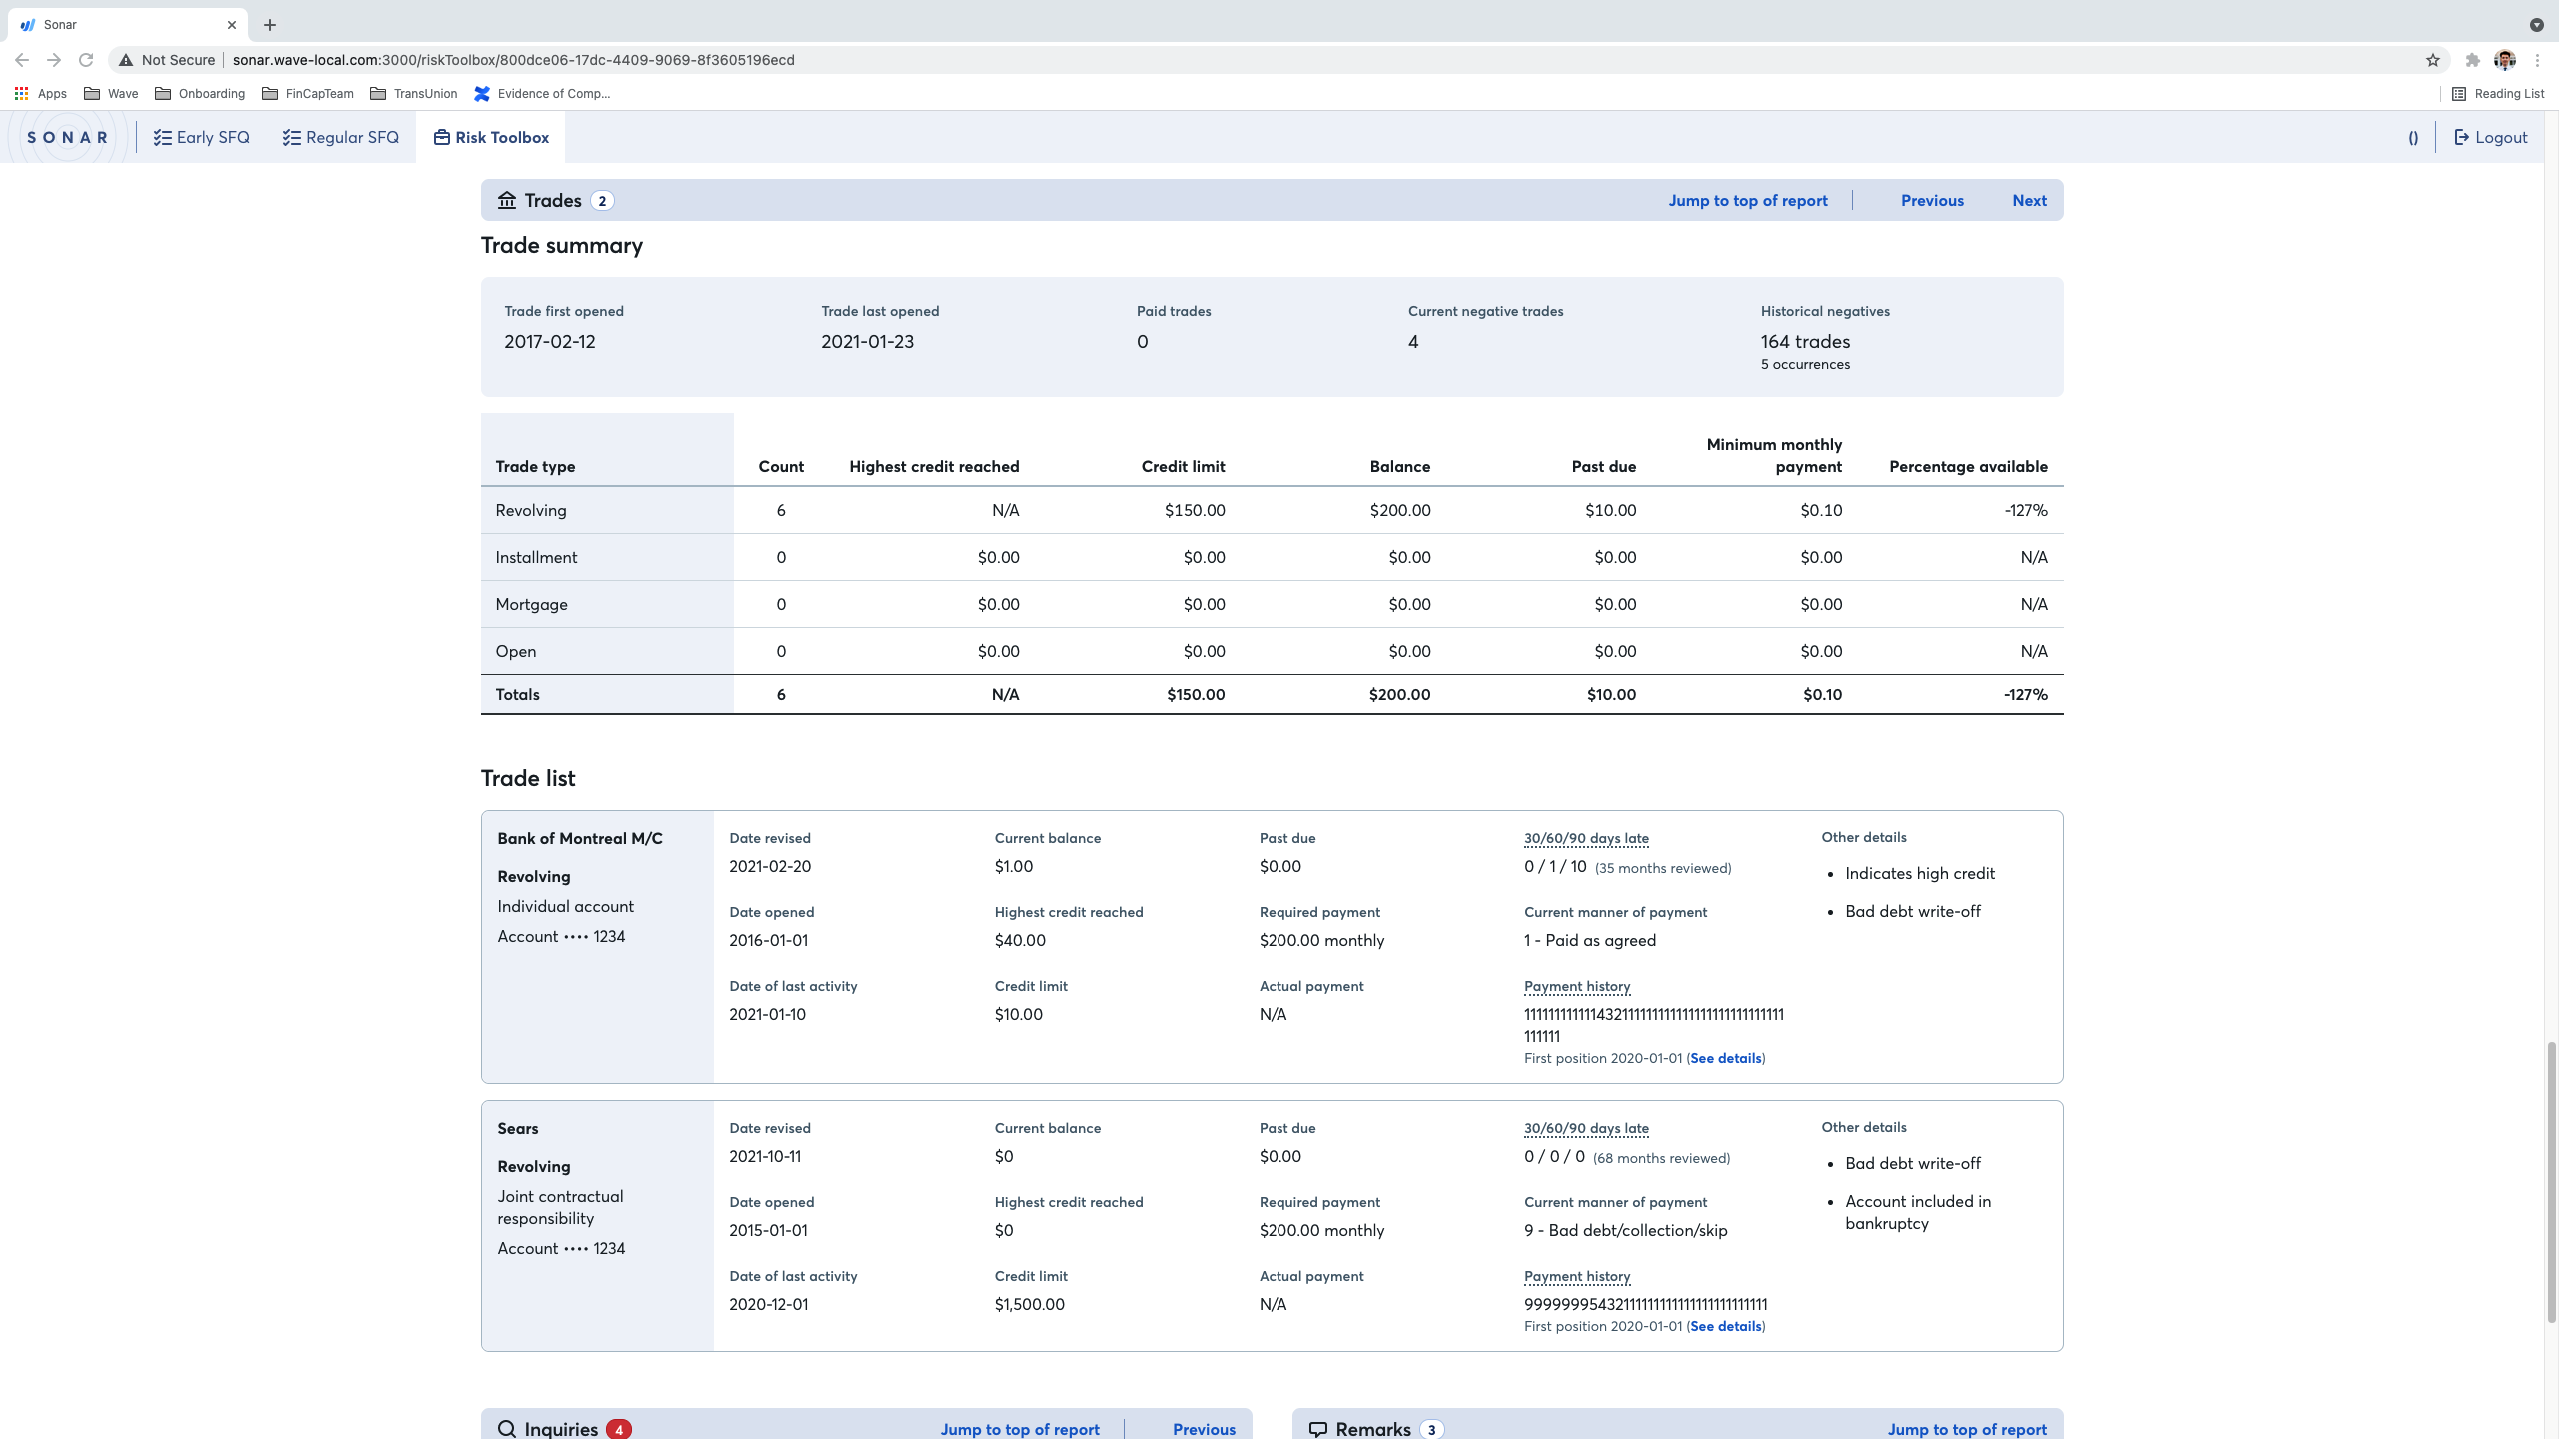 Sonar
Not Secure sonar.wave-local.com:3000/riskToolbox/800dce06-17dc-4409-9069-8f3605196ecd
Apps Wave Onboarding FinCapTeam TransUnion Evidence of Comp... Reading List
SONAR Early SFQ Regular SFQ Risk Toolbox () Logout
Trades 2 Jump to top of report Previous Next
Trade summary
Trade first opened Trade last opened Paid trades Current negative trades Historical negatives
2017-02-12 2021-01-23 0 4 164 trades
5 occurrences
Minimum monthly
Trade type Count Highest credit reached Credit limit Balance Past due payment Percentage available
Revolving 6 N/A $150.00 $200.00 $10.00 $0.10 -127%
Installment 0 $0.00 $0.00 $0.00 $0.00 $0.00 N/A
Mortgage 0 $0.00 $0.00 $0.00 $0.00 $0.00 N/A
Open 0 $0.00 $0.00 $0.00 $0.00 $0.00 N/A
Totals 6 N/A $150.00 $200.00 $10.00 $0.10 -127%
Trade list
Bank of Montreal M/C Date revised Current balance Past due 30/60/90 days late Other details
2021-02-20 $1.00 $0.00 0 / 1 / 10 (35 months reviewed) • Indicates high credit
Revolving
Individual account Date opened Highest credit reached Required payment Current manner of payment • Bad debt write-off
Account •••• 1234 2016-01-01 $40.00 $200.00 monthly 1 - Paid as agreed
Date of last activity Credit limit Actual payment Payment history
2021-01-10 $10.00 N/A
111111
First position 2020-01-01 (See details)
Sears Date revised Current balance Past due 30/60/90 days late Other details
2021-10-11 $0 $0.00 0 / 0 / 0 (68 months reviewed) • Bad debt write-off
Revolving
Joint contractual Date opened Highest credit reached Required payment Current manner of payment • Account included in
responsibility 2015-01-01 $0 $200.00 monthly 9 - Bad debt/collection/skip bankruptcy
Account •••• 1234
Date of last activity Credit limit Actual payment Payment history
2020-12-01 $1,500.00 N/A
First position 2020-01-01 (See details)
Inquiries 4 Jump to top of report Previous Remarks 3 Jump to top of report